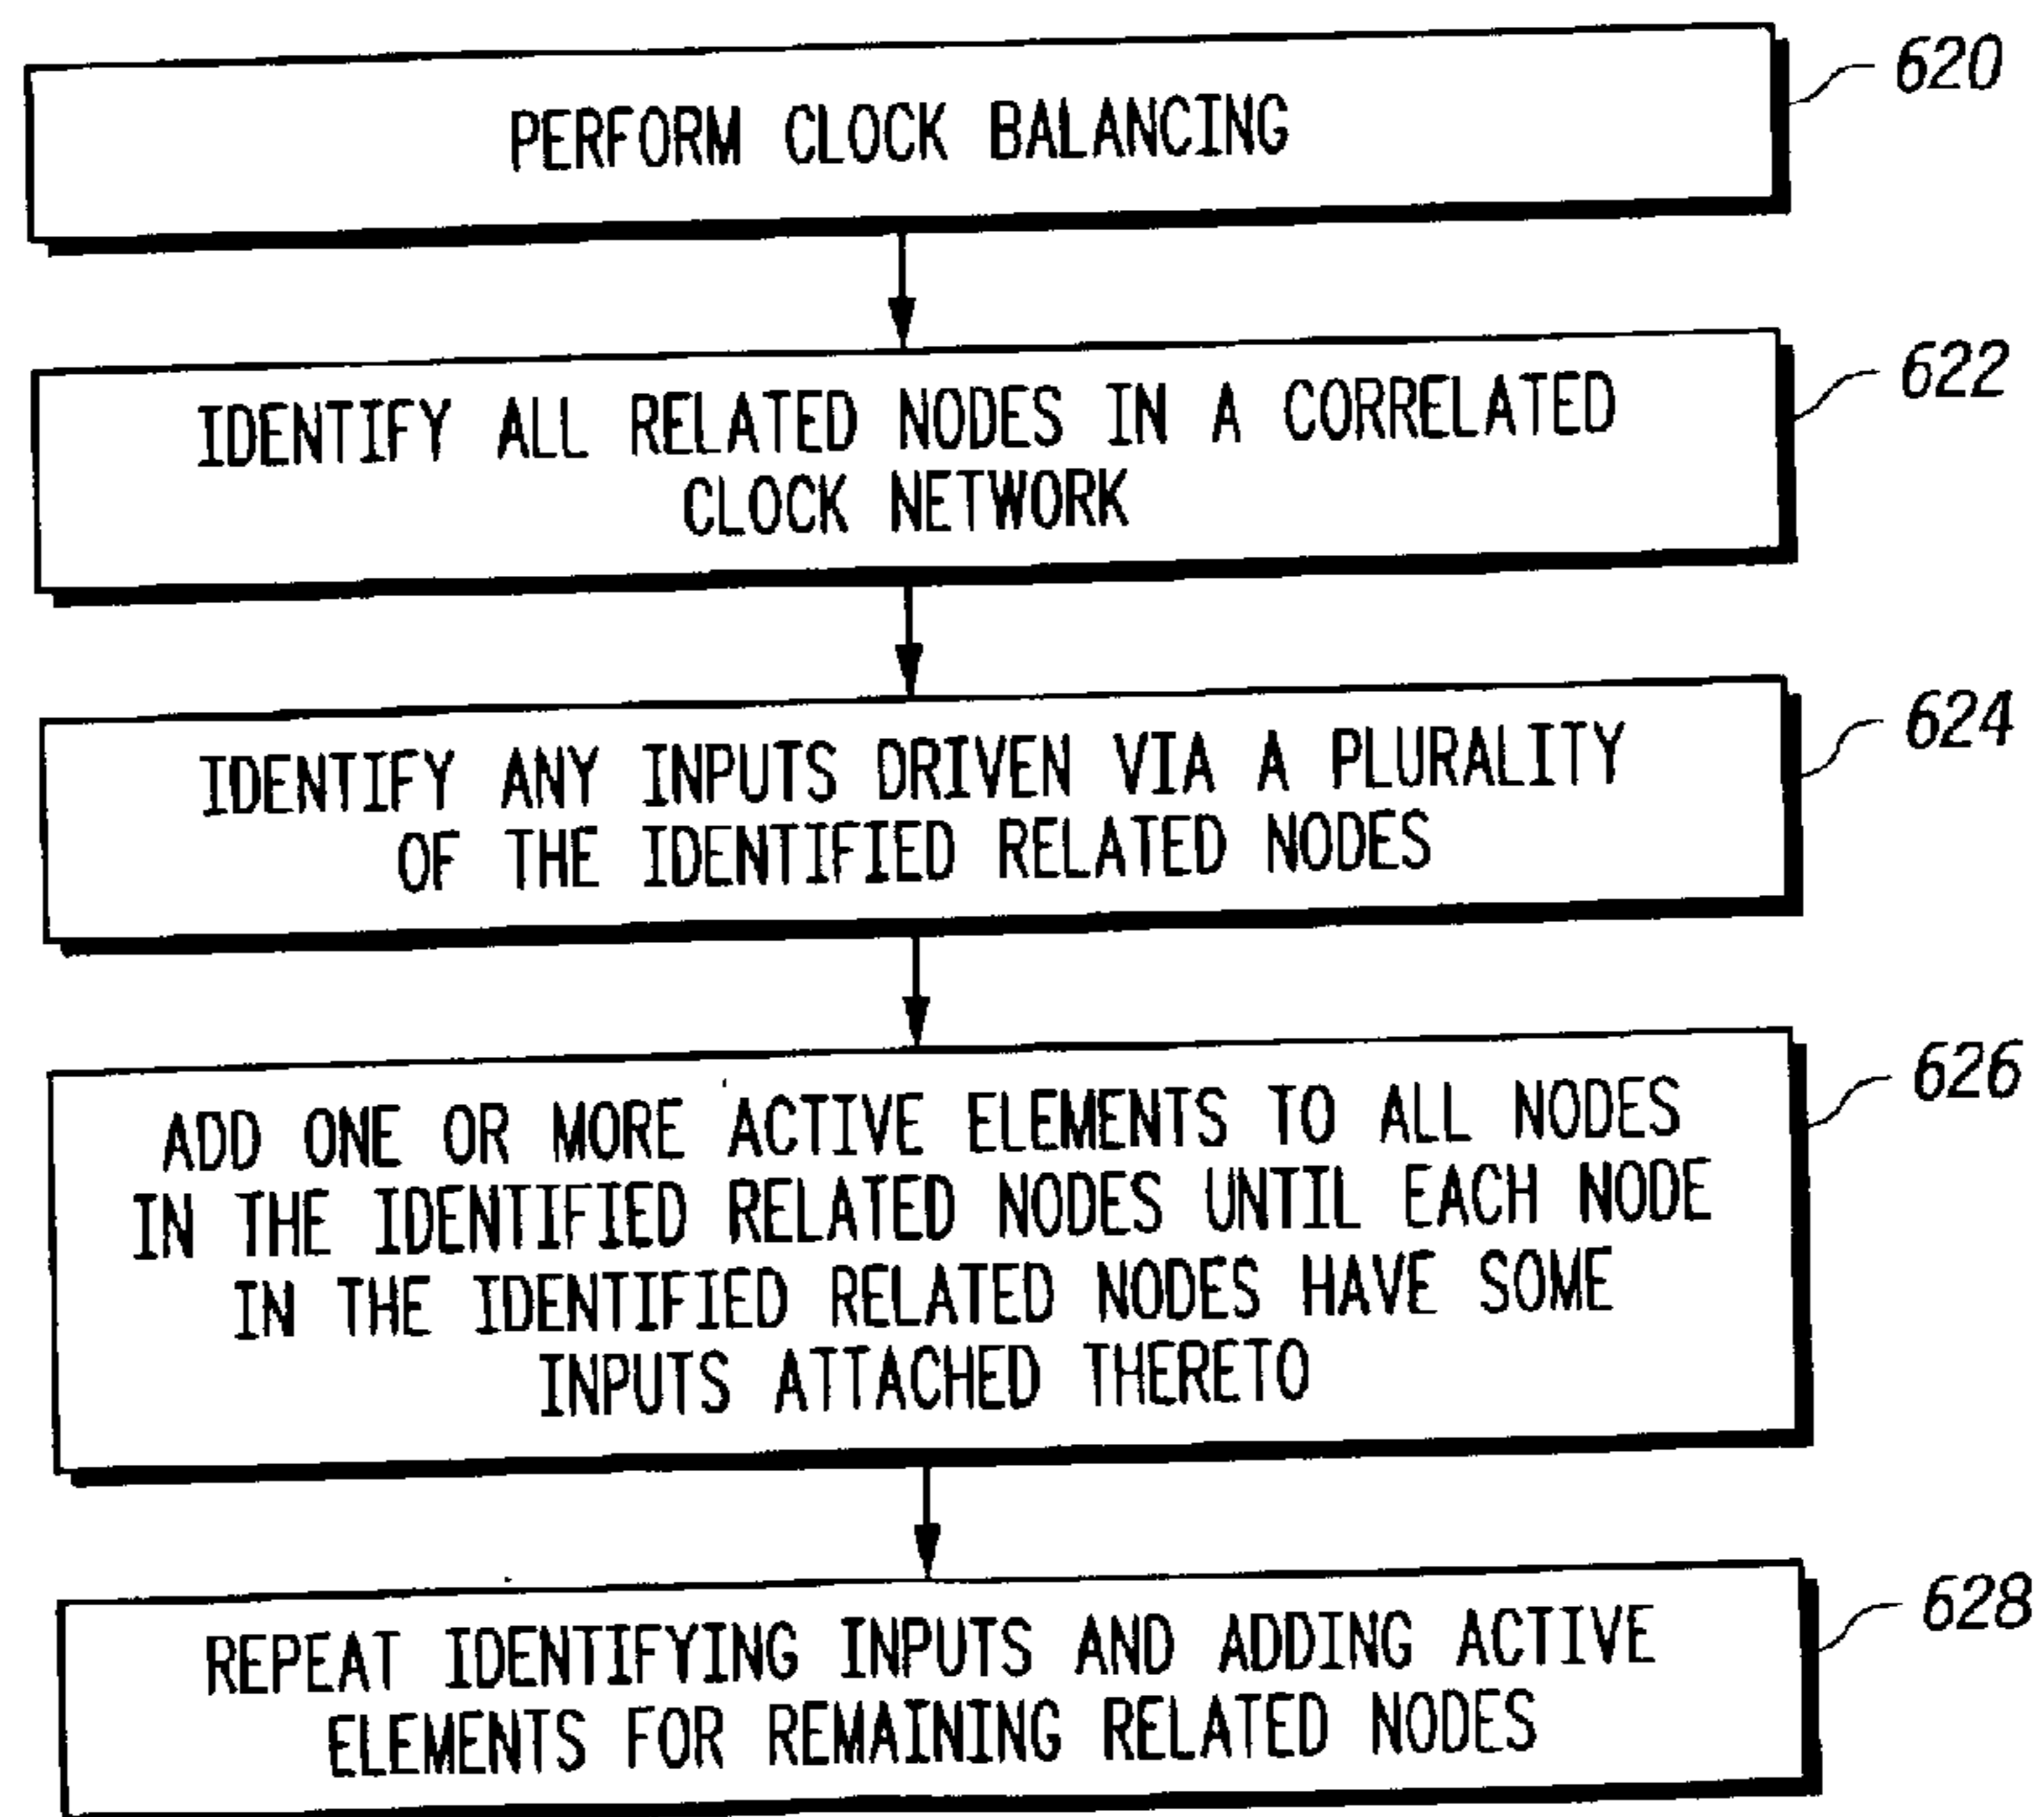 PERFORM CLOCK BALANCING
620
IDENTIFY ALL RELATED NODES IN A CORRELATED
CLOCK NETWORK
622
IDENTIFY ANY INPUTS DRIVEN VIA A PLURALITY
OF THE IDENTIFIED RELATED NODES
624
ADD ONE OR MORE ACTIVE ELEMENTS TO ALL NODES
IN THE IDENTIFIED RELATED NODES UNTIL EACH NODE
IN THE IDENTIFIED RELATED NODES HAVE SOME
INPUTS ATTACHED THERETO
626
REPEAT IDENTIFYING INPUTS AND ADDING ACTIVE
ELEMENTS FOR REMAINING RELATED NODES
628